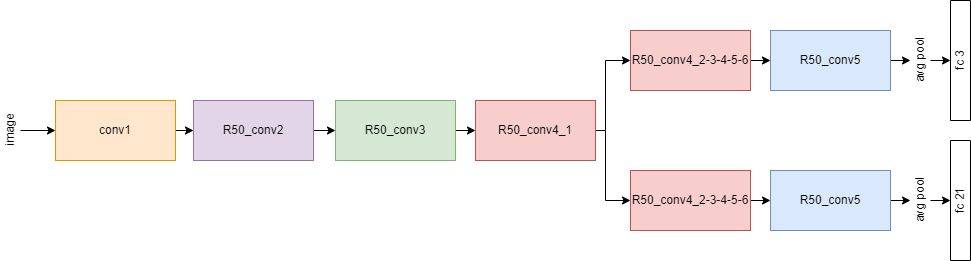 image
conv1
R50_conv2
R50_conv3
R50_conv4_1
R50_conv4_2-3-4-5-6
R50_conv5
avg pool
fc 3
R50_conv4_2-3-4-5-6
R50_conv5
avg pool
fc 21